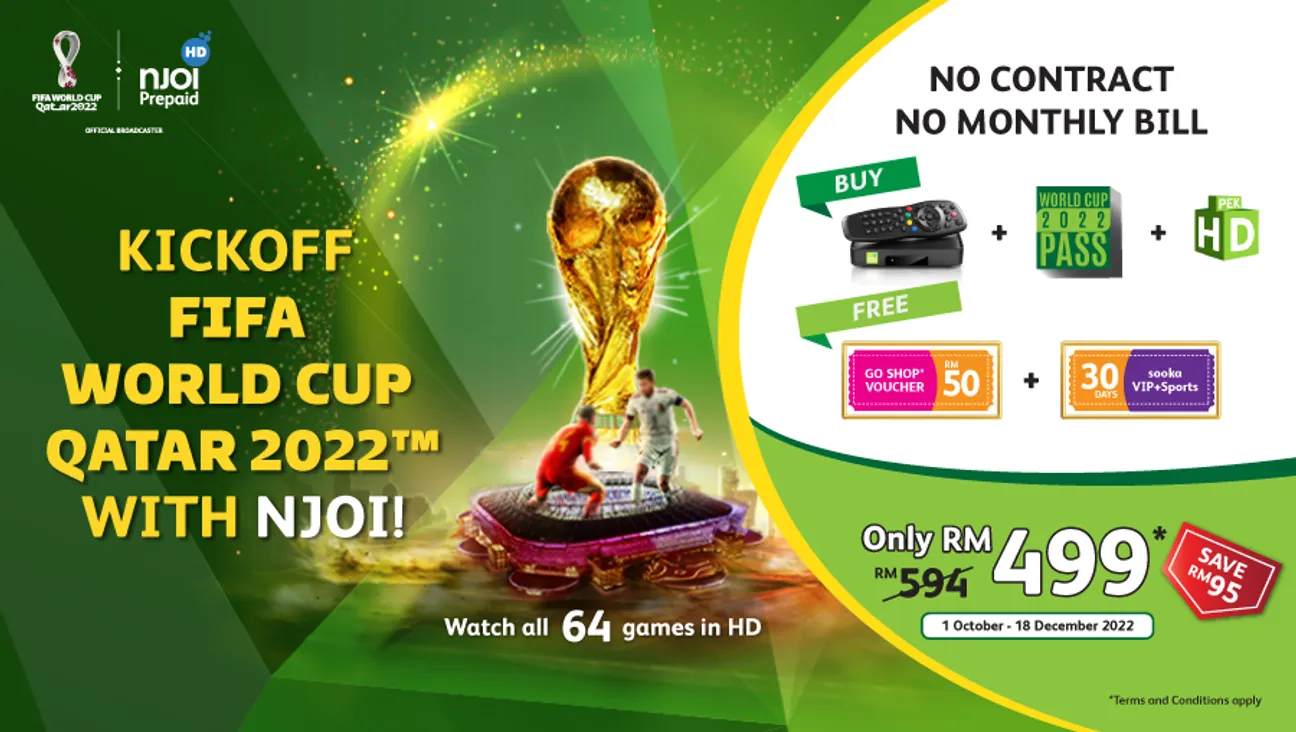 FIFA WORLD CUP
Qatar2022
HD
NJOI
Prepaid
OFFICIAL BROADCASTER
KICKOFF
FIFA
WORLD CUP
QATAR 2022™
WITH NJOI!
Watch all 64 games in HD
NO CONTRACT
NO MONTHLY BILL
BUY
+
WORLD CUP
2022
PASS
+
PEK
HD
FREE
GO SHOP*
VOUCHER
RM
50
+
30
DAYS
sooka
VIP+Sports
Only RM 499*
RM 594
SAVE
RM95
1 October - 18 December 2022
*Terms and Conditions apply